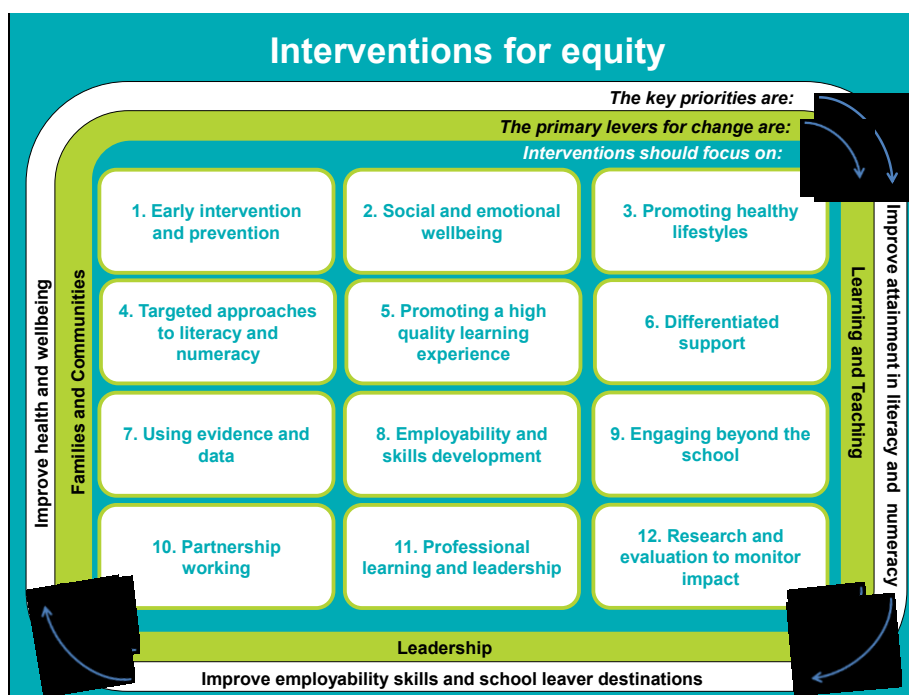 Interventions for equity
The key priorities are:
The primary levers for change are:
Interventions should focus on:
1. Early intervention
and prevention
2. Social and emotional
wellbeing
3. Promoting healthy
lifestyles
4. Targeted approaches
to literacy and
numeracy
5. Promoting a high
quality learning
experience
6. Differentiated
support
7. Using evidence and
data
8. Employability and
skills development
9. Engaging beyond the
school
10. Partnership
working
11. Professional
learning and leadership
12. Research and
evaluation to monitor
impact
Improve health and wellbeing
Families and Communities
Learning and Teaching
Improve attainment in literacy and numeracy
Leadership
Improve employability skills and school leaver destinations